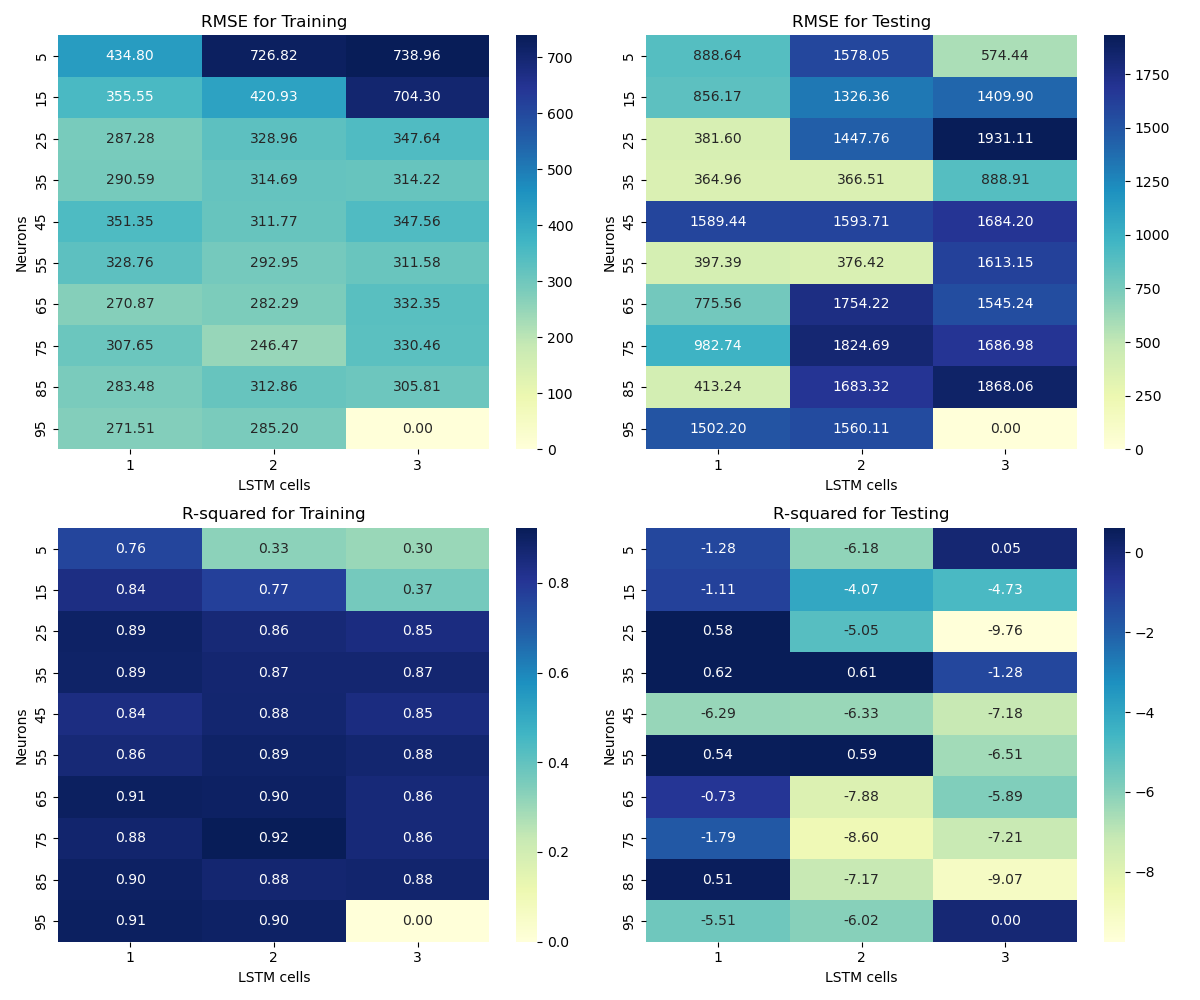 RMSE for Training
5 434.80 726.82 738.96
15 355.55 420.93 704.30
25 287.28 328.96 347.64
35 290.59 314.69 314.22
45 351.35 311.77 347.56
55 328.76 292.95 311.58
65 270.87 282.29 332.35
75 307.65 246.47 330.46
85 283.48 312.86 305.81
95 271.51 285.20 0.00
1 2 3
Neurons
LSTM cells
700
600
500
400
300
200
100
0
RMSE for Testing
5 888.64 1578.05 574.44
15 856.17 1326.36 1409.90
25 381.60 1447.76 1931.11
35 364.96 366.51 888.91
45 1589.44 1593.71 1684.20
55 397.39 376.42 1613.15
65 775.56 1754.22 1545.24
75 982.74 1824.69 1686.98
85 413.24 1683.32 1868.06
95 1502.20 1560.11 0.00
1 2 3
Neurons
LSTM cells
1750
1500
1250
1000
750
500
250
0
R-squared for Training
5 0.76 0.33 0.30
15 0.84 0.77 0.37
25 0.89 0.86 0.85
35 0.89 0.87 0.87
45 0.84 0.88 0.85
55 0.86 0.89 0.88
65 0.91 0.90 0.86
75 0.88 0.92 0.86
85 0.90 0.88 0.88
95 0.91 0.90 0.00
1 2 3
Neurons
LSTM cells
0.8
0.6
0.4
0.2
0.0
R-squared for Testing
5 -1.28 -6.18 0.05
15 -1.11 -4.07 -4.73
25 0.58 -5.05 -9.76
35 0.62 0.61 -1.28
45 -6.29 -6.33 -7.18
55 0.54 0.59 -6.51
65 -0.73 -7.88 -5.89
75 -1.79 -8.60 -7.21
85 0.51 -7.17 -9.07
95 -5.51 -6.02 0.00
1 2 3
Neurons
LSTM cells
0
−2
−4
−6
−8